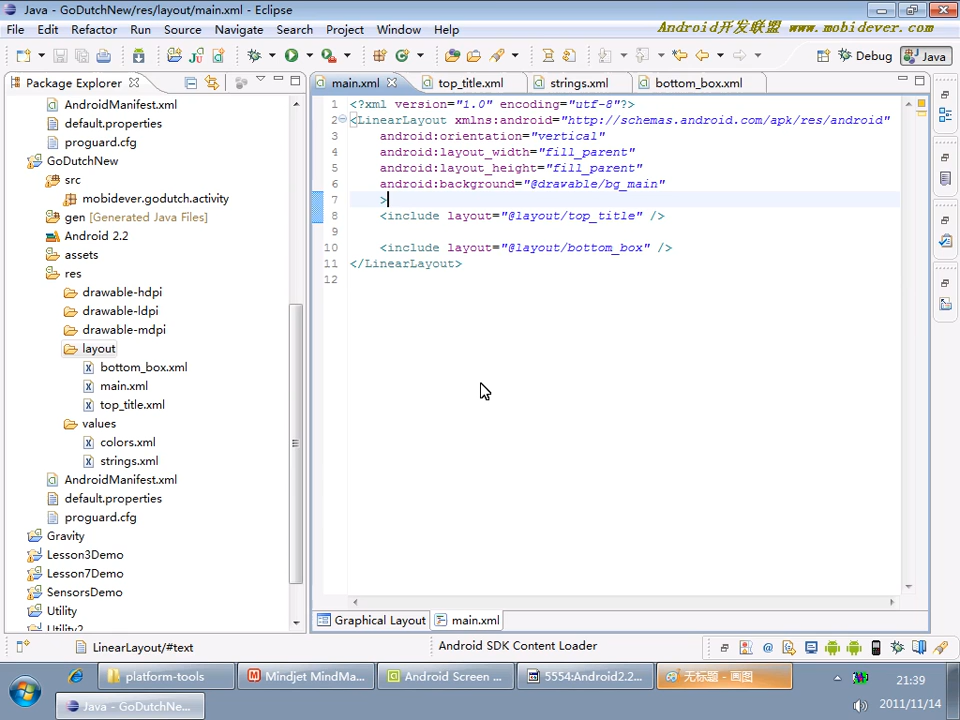 Java - GoDutchNew/res/layout/main.xml - Eclipse
File Edit Refactor Run Source Navigate Search Project Window Help
Android开发联盟 www.mobidever.com
Debug Java
Package Explorer
main.xml top_title.xml strings.xml bottom_box.xml
AndroidManifest.xml
default.properties
proguard.cfg
GoDutchNew
src
mobidever.godutch.activity
gen [Generated Java Files]
Android 2.2
assets
res
drawable-hdpi
drawable-ldpi
drawable-mdpi
layout
bottom_box.xml
main.xml
top_title.xml
values
colors.xml
strings.xml
AndroidManifest.xml
default.properties
proguard.cfg
Gravity
Lesson3Demo
Lesson7Demo
SensorsDemo
Utility
Utility2
1 <?xml version="1.0" encoding="utf-8"?>
2 <LinearLayout xmlns:android="http://schemas.android.com/apk/res/android"
3 android:orientation="vertical"
4 android:layout_width="fill_parent"
5 android:layout_height="fill_parent"
6 android:background="@drawable/bg_main"
7 >
8 <include layout="@layout/top_title" />
9
10 <include layout="@layout/bottom_box" />
11 </LinearLayout>
12
Graphical Layout main.xml
LinearLayout/#text
Android SDK Content Loader
platform-tools Mindjet MindMa... Android Screen ... 5554:Android2.2... 无标题 - 画图
Java - GoDutchNe...
21:39
2011/11/14